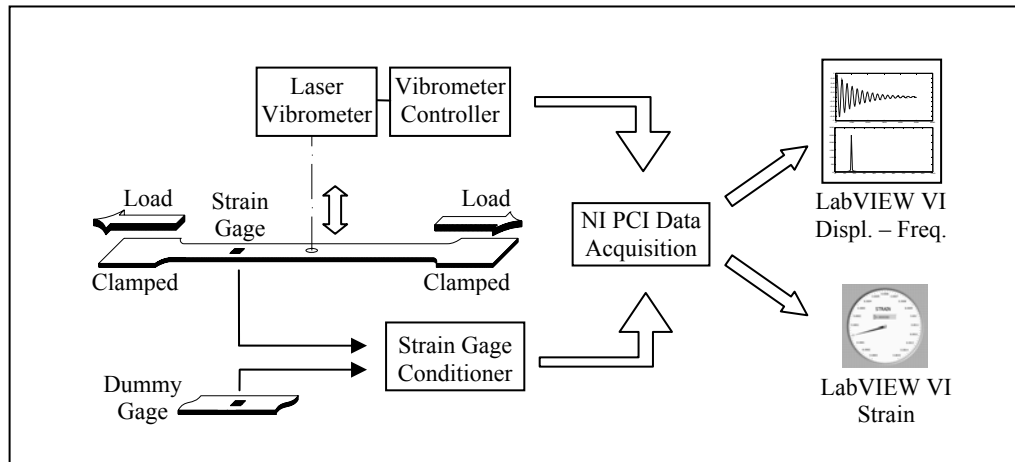 Laser
Vibrometer
Vibrometer
Controller
Load
Strain
Gage
Load
NI PCI Data
Acquisition
LabVIEW VI
Displ. – Freq.
Clamped
Clamped
Strain Gage
Conditioner
Dummy
Gage
STRAIN
LabVIEW VI
Strain